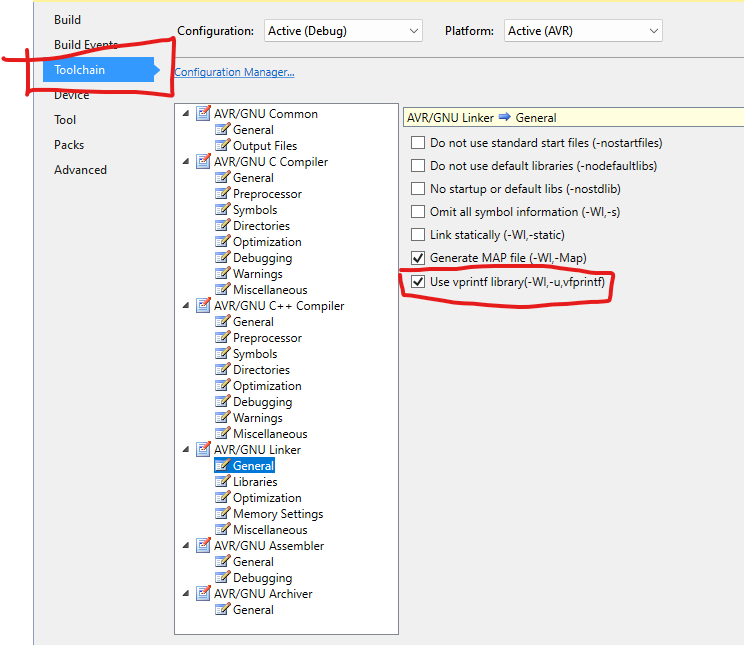 Build
Build Events
Toolchain
Device
Tool
Packs
Advanced
Configuration: Active (Debug) Platform: Active (AVR)
Configuration Manager...
AVR/GNU Common
General
Output Files
AVR/GNU C Compiler
General
Preprocessor
Symbols
Directories
Optimization
Debugging
Warnings
Miscellaneous
AVR/GNU C++ Compiler
General
Preprocessor
Symbols
Directories
Optimization
Debugging
Warnings
Miscellaneous
AVR/GNU Linker
General
Libraries
Optimization
Memory Settings
Miscellaneous
AVR/GNU Assembler
General
Debugging
AVR/GNU Archiver
General
AVR/GNU Linker General
Do not use standard start files (-nostartfiles)
Do not use default libraries (-nodefaultlibs)
No startup or default libs (-nostdlib)
Omit all symbol information (-Wl,-s)
Link statically (-Wl,-static)
Generate MAP file (-Wl,-Map)
Use vprintf library(-Wl,-u,vfprintf)